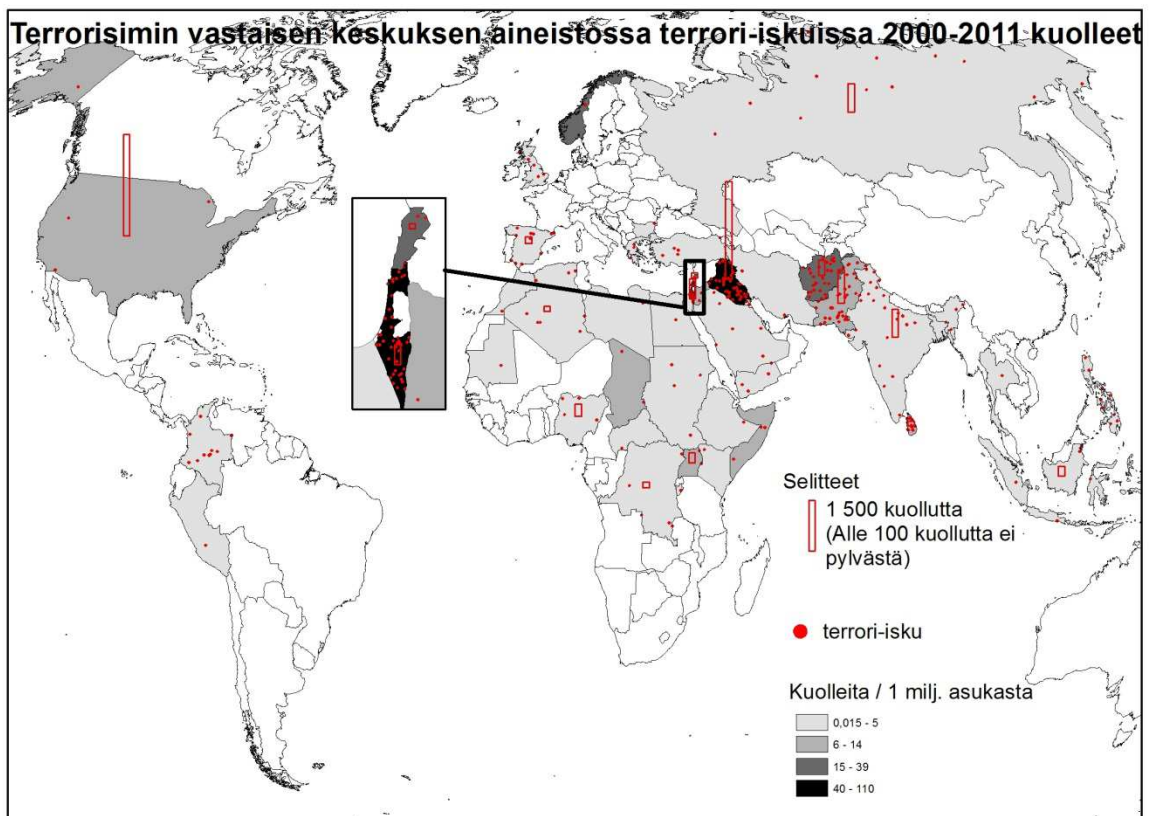 Terrorisimin vastaisen keskuksen aineistossa terrori-iskuissa 2000-2011 kuolleet
Selitteet
1 500 kuollutta
(Alle 100 kuollutta ei
pylvästä)
terrori-isku
Kuolleita / 1 milj. asukasta
0,015 - 5
6 - 14
15 - 39
40 - 110